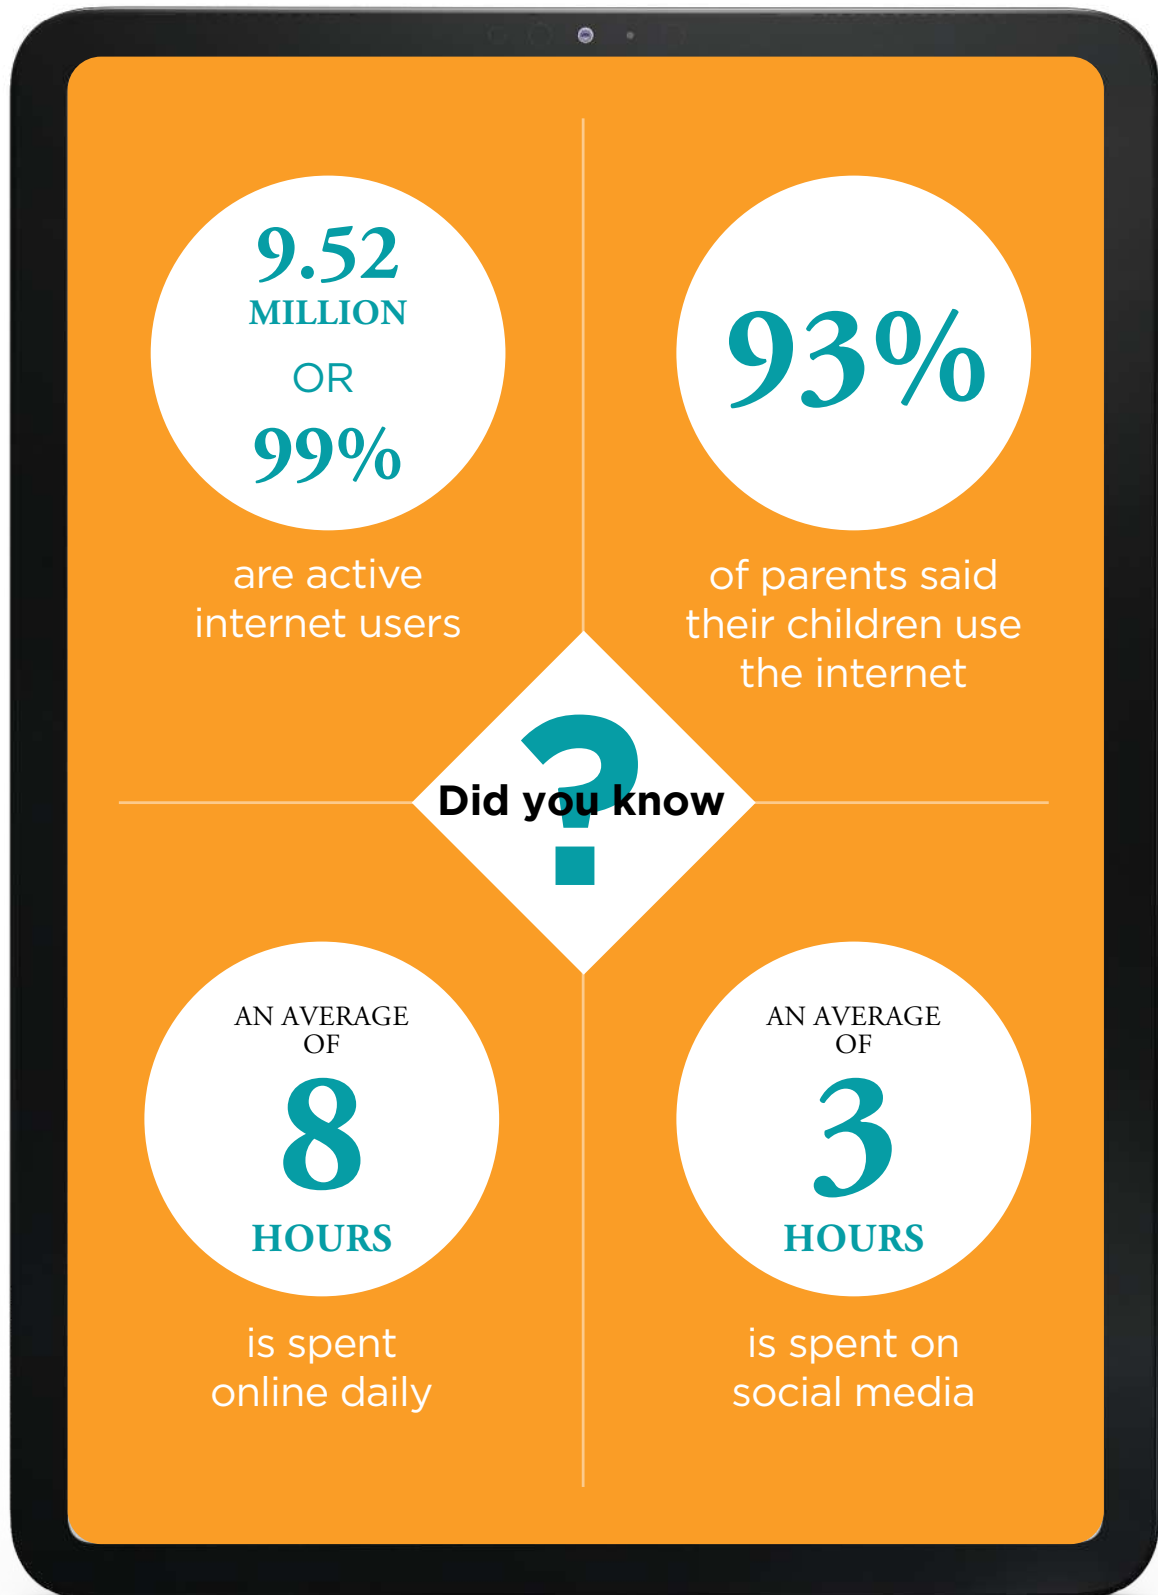 9.52
MILLION
OR
99%
are active
internet users
93%
of parents said
their children use
the internet
?
Did you know
AN AVERAGE
OF
8
HOURS
is spent
online daily
AN AVERAGE
OF
3
HOURS
is spent on
social media